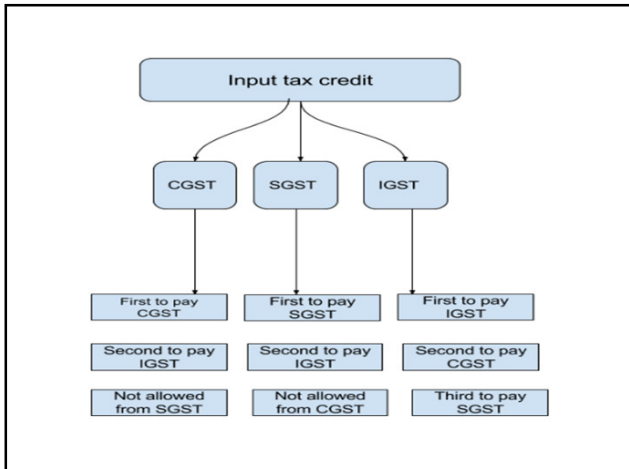 Input tax credit
CGST
SGST
IGST
First to pay
CGST
First to pay
SGST
First to pay
IGST
Second to pay
IGST
Second to pay
IGST
Second to pay
CGST
Not allowed
from SGST
Not allowed
from CGST
Third to pay
SGST